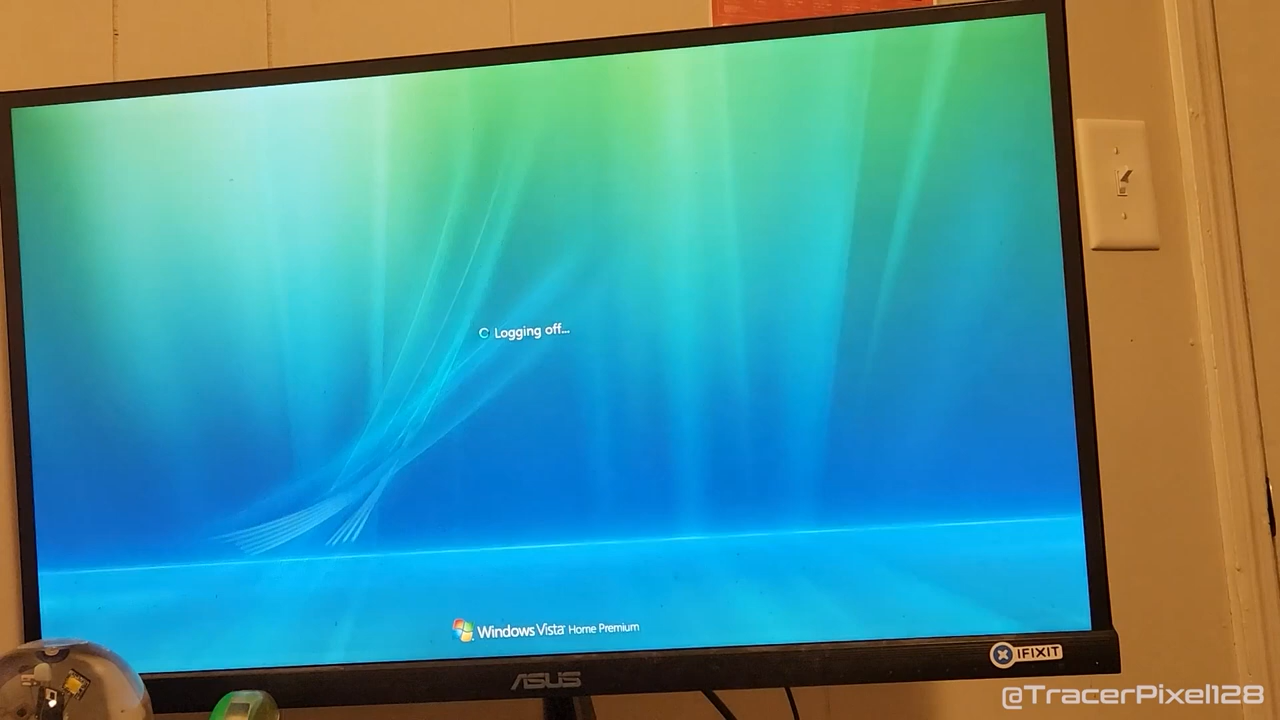 Logging off...
Windows Vista Home Premium
ASUS
IFIXIT
@TracerPixel128